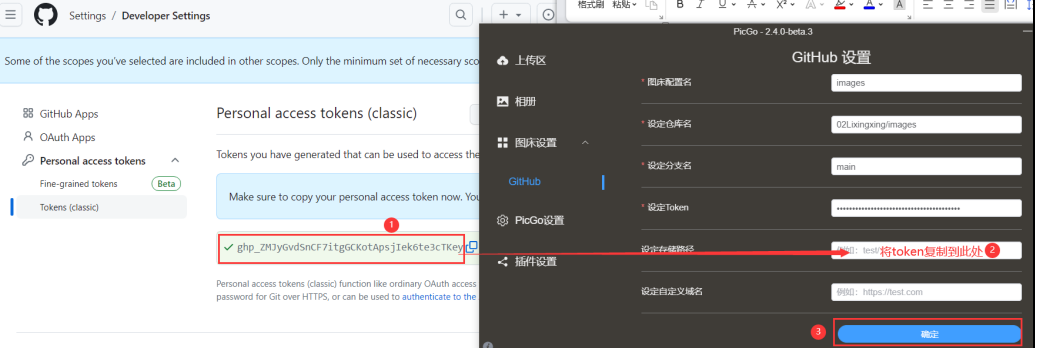 Settings / Developer Settings
格式刷 粘贴
B I U A X² A A A
Some of the scopes you've selected are included in other scopes. Only the minimum set of necessary sco
GitHub Apps
OAuth Apps
Personal access tokens
Fine-grained tokens Beta
Tokens (classic)
Personal access tokens (classic)
Tokens you have generated that can be used to access the
Make sure to copy your personal access token now. You
1
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
Personal access tokens (classic) function like ordinary OAuth access
password for Git over HTTPS, or can be used to authenticate to the
PicGo - 2.4.0-beta.3
上传区
相册
图床设置
GitHub
PicGo设置
插件设置
GitHub 设置
* 图床配置名 images
* 设定仓库名 02Lixingxing/images
* 设定分支名 main
* 设定Token
设定存储路径 例如：test/
将token复制到此处 2
设定自定义域名 例如：https://test.com
3 确定